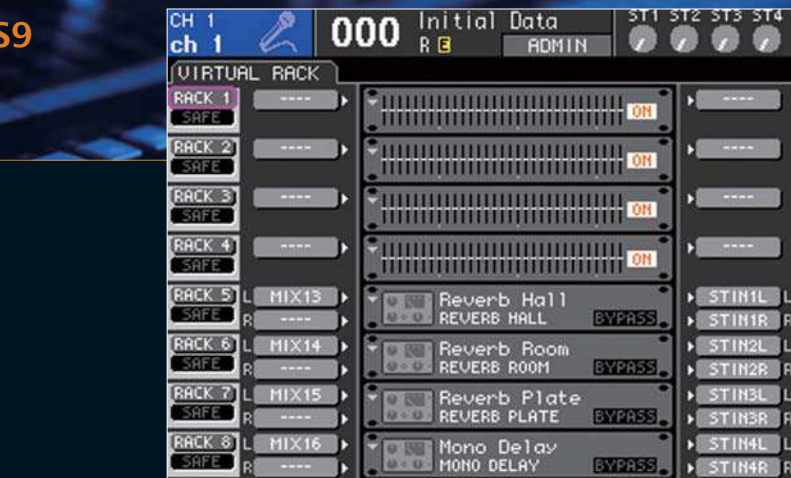 S9
CH 1
ch 1
000
Initial Data
R E
ADMIN
ST1 ST2 ST3 ST4
VIRTUAL RACK
RACK 1
SAFE
----
ON
----
RACK 2
SAFE
----
ON
----
RACK 3
SAFE
----
ON
----
RACK 4
SAFE
----
ON
----
RACK 5
SAFE
L MIX13
R ----
Reverb Hall
REVERB HALL
BYPASS
STIN1L L
STIN1R R
RACK 6
SAFE
L MIX14
R ----
Reverb Room
REVERB ROOM
BYPASS
STIN2L L
STIN2R R
RACK 7
SAFE
L MIX15
R ----
Reverb Plate
REVERB PLATE
BYPASS
STIN3L L
STIN3R R
RACK 8
SAFE
L MIX16
R ----
Mono Delay
MONO DELAY
BYPASS
STIN4L L
STIN4R R